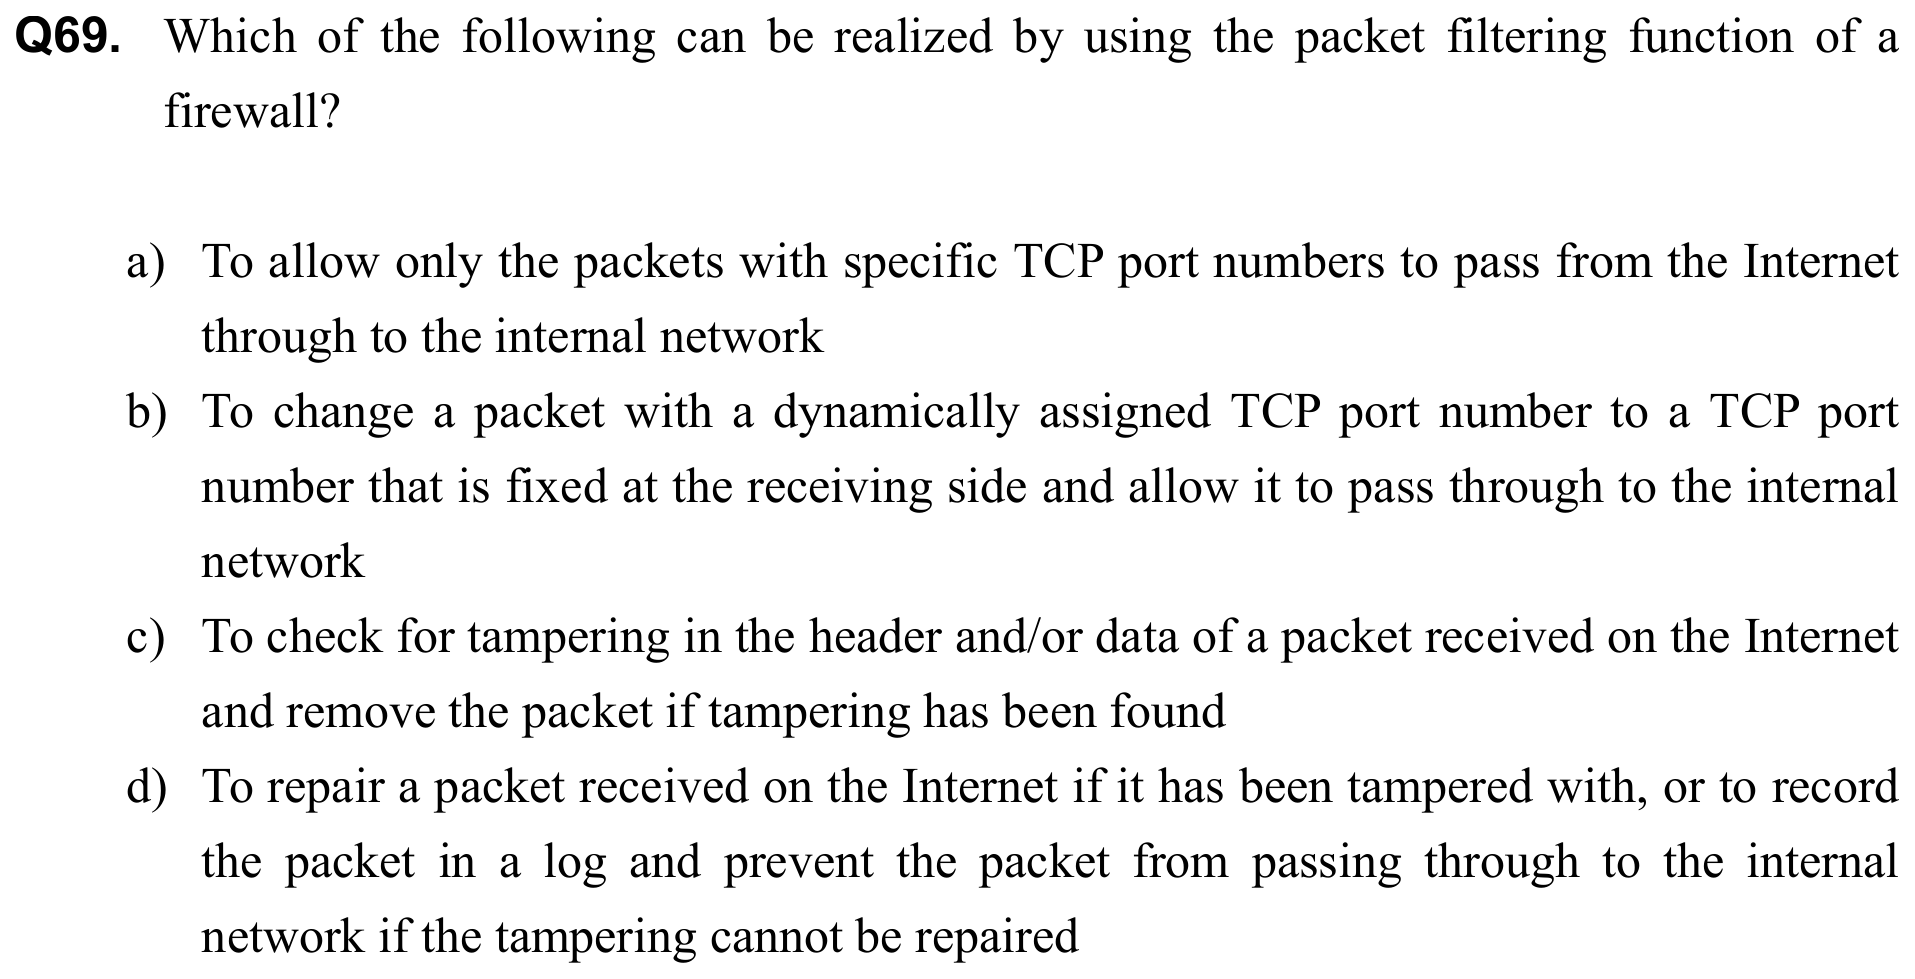 Q69. Which of the following can be realized by using the packet filtering function of a
firewall?
a) To allow only the packets with specific TCP port numbers to pass from the Internet
through to the internal network
b) To change a packet with a dynamically assigned TCP port number to a TCP port
number that is fixed at the receiving side and allow it to pass through to the internal
network
c) To check for tampering in the header and/or data of a packet received on the Internet
and remove the packet if tampering has been found
d) To repair a packet received on the Internet if it has been tampered with, or to record
the packet in a log and prevent the packet from passing through to the internal
network if the tampering cannot be repaired